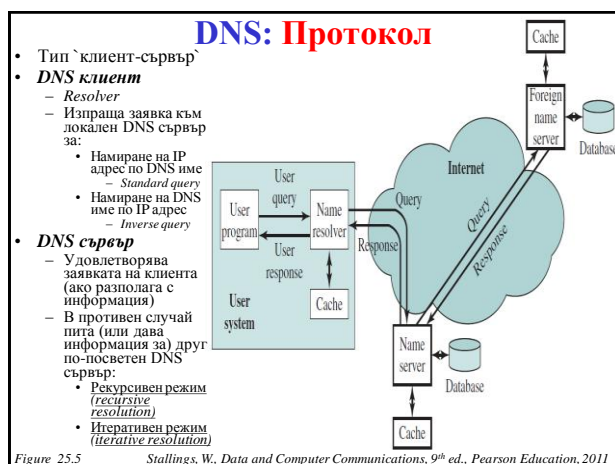 DNS: Протокол
• Тип `клиент-сървър`
• DNS клиент
– Resolver
– Изпраща заявка към
локален DNS сървър
за:
• Намиране на IP
адрес по DNS име
– Standard query
• Намиране на DNS
име по IP адрес
– Inverse query
• DNS сървър
– Удовлетворява
заявката на клиента
(ако разполага с
информация)
– В противен случай
пита (или дава
информация за) друг
по-посветен DNS
сървър:
• Рекурсивен режим
(recursive
resolution)
• Итеративен режим
(iterative resolution)
User
query
User
program
Name
resolver
User
response
Cache
User
system
Query
Response
Internet
Query
Response
Cache
Foreign
name
server
Database
Name
server
Database
Cache
Figure 25.5
Stallings, W., Data and Computer Communications, 9th ed., Pearson Education, 2011